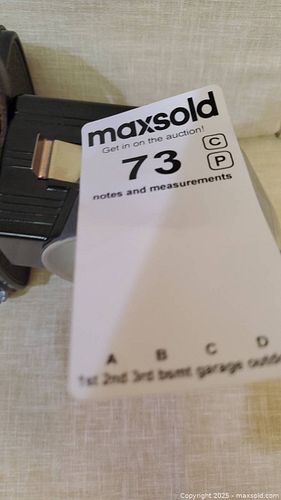 maxsold
Get in on the auction!
73 C
P
notes and measurements
A B C D
1st 2nd 3rd bsmt garage outdo
Copyright 2025 - maxsold.com